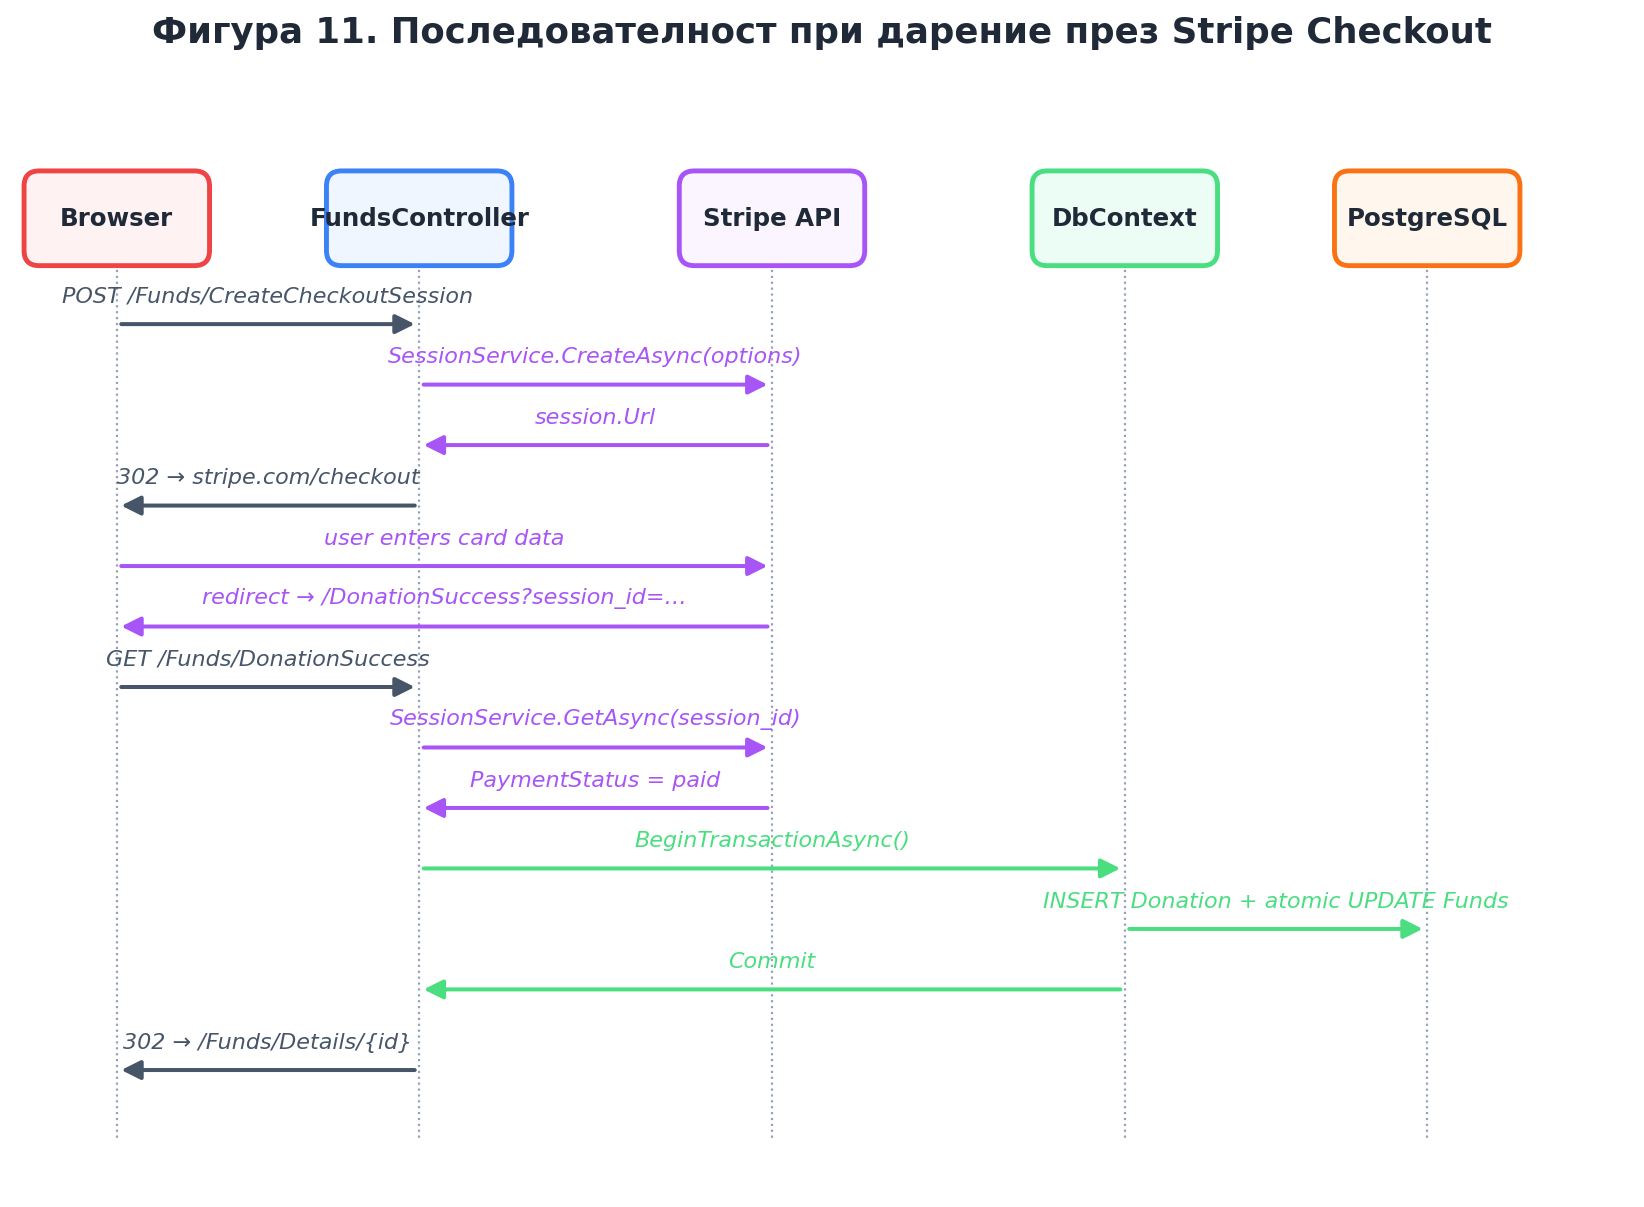 Фигура 11. Последователност при дарение през Stripe Checkout
Browser
FundsController
Stripe API
DbContext
PostgreSQL
POST /Funds/CreateCheckoutSession
SessionService.CreateAsync(options)
session.Url
302 → stripe.com/checkout
user enters card data
redirect → /DonationSuccess?session_id=...
GET /Funds/DonationSuccess
SessionService.GetAsync(session_id)
PaymentStatus = paid
BeginTransactionAsync()
INSERT Donation + atomic UPDATE Funds
Commit
302 → /Funds/Details/{id}